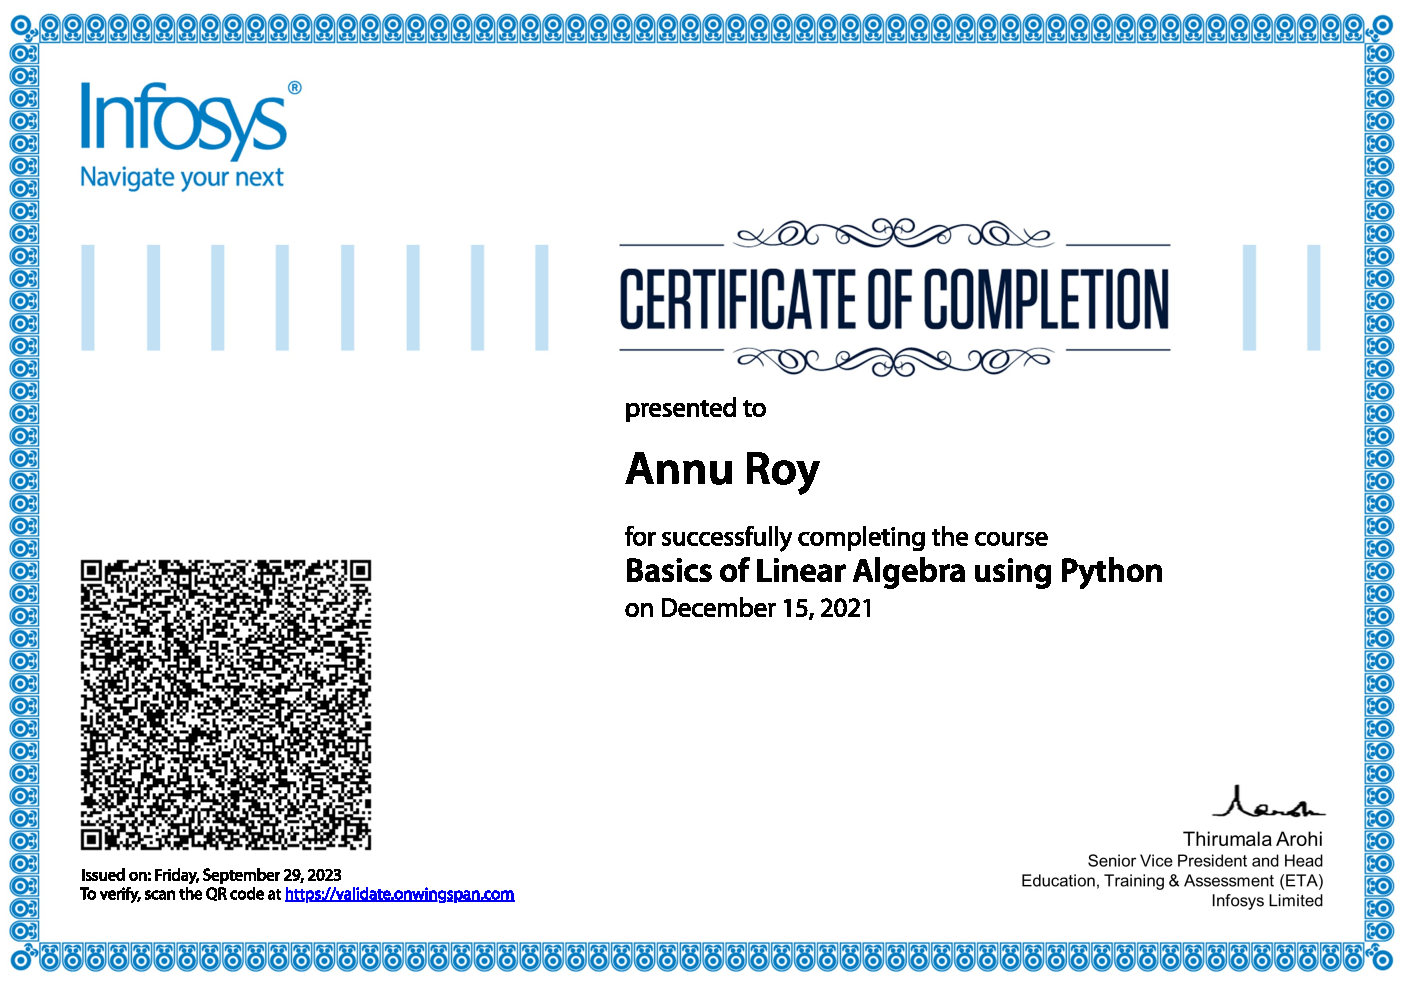 Infosys®
Navigate your next
CERTIFICATE OF COMPLETION
presented to
Annu Roy
for successfully completing the course
Basics of Linear Algebra using Python
on December 15, 2021
Issued on: Friday, September 29, 2023
To verify, scan the QR code at https://validate.onwingspan.com
Thirumala Arohi
Senior Vice President and Head
Education, Training & Assessment (ETA)
Infosys Limited